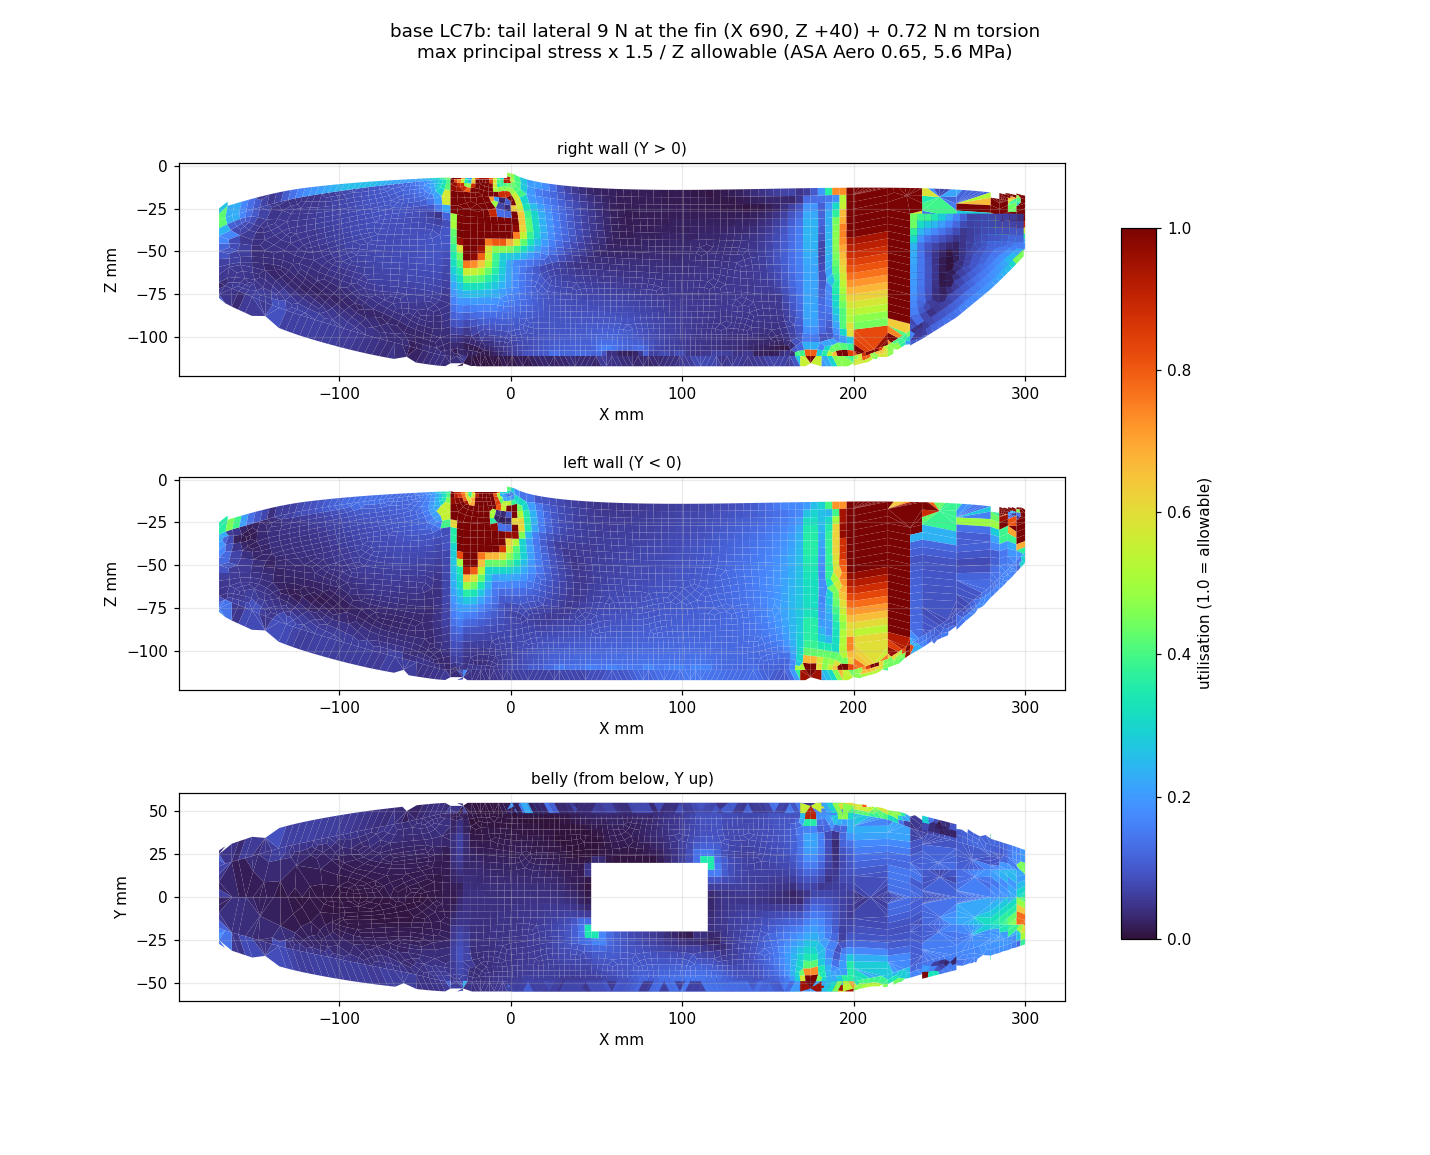 base LC7b: tail lateral 9 N at the fin (X 690, Z +40) + 0.72 N m torsion
max principal stress x 1.5 / Z allowable (ASA Aero 0.65, 5.6 MPa)
right wall (Y > 0)
0
−25
−50
−75
−100
Z mm
−100 0 100 200 300
X mm
left wall (Y < 0)
0
−25
−50
−75
−100
Z mm
−100 0 100 200 300
X mm
belly (from below, Y up)
50
25
0
−25
−50
Y mm
−100 0 100 200 300
X mm
1.0
0.8
0.6
0.4
0.2
0.0
utilisation (1.0 = allowable)